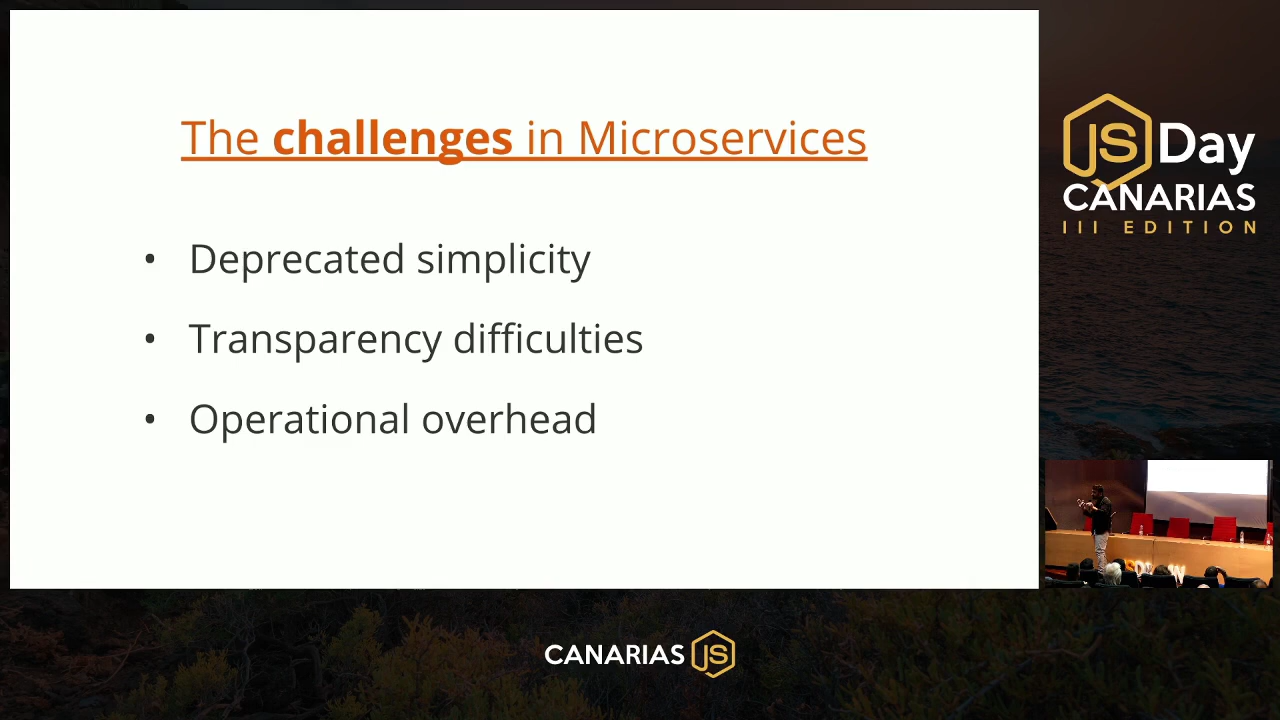 The challenges in Microservices
• Deprecated simplicity
• Transparency difficulties
• Operational overhead
JS Day
CANARIAS
III EDITION
CANARIAS JS